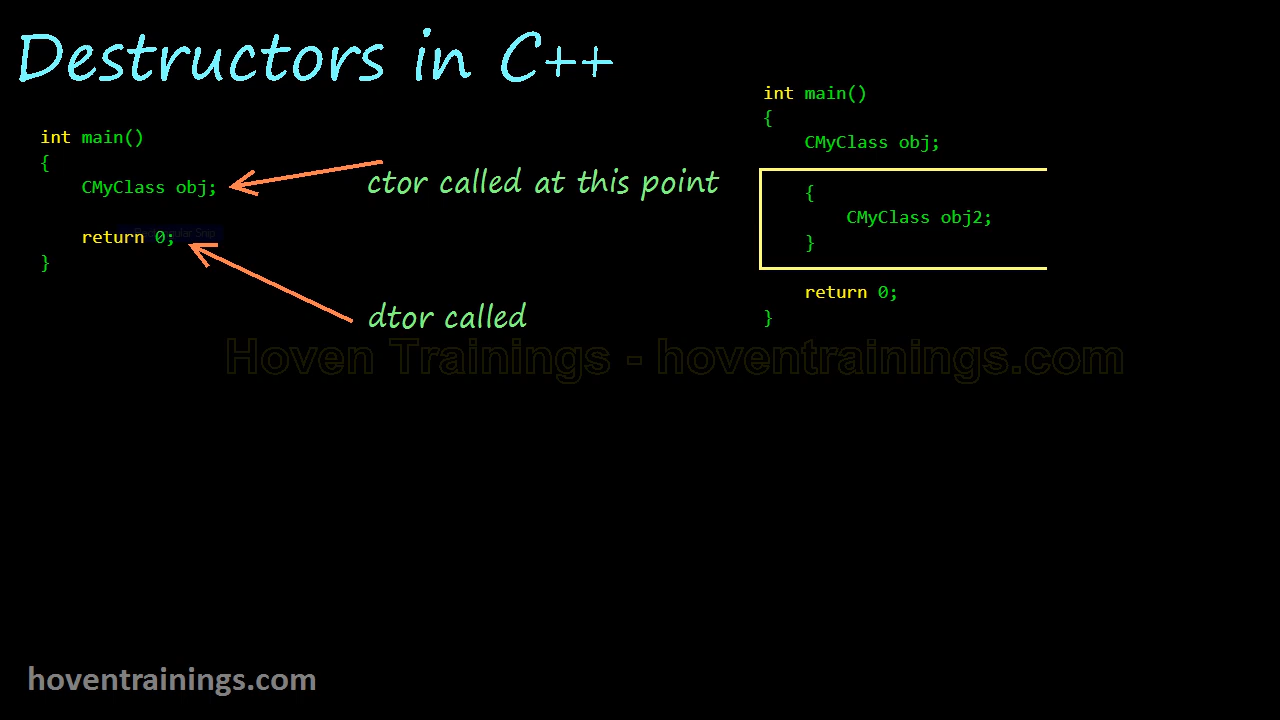 Destructors in C++
int main()
{
CMyClass obj;
return 0;
}
ctor called at this point
dtor called
int main()
{
CMyClass obj;
{
CMyClass obj2;
}
return 0;
}
Hoven Trainings - hoventrainings.com
hoventrainings.com